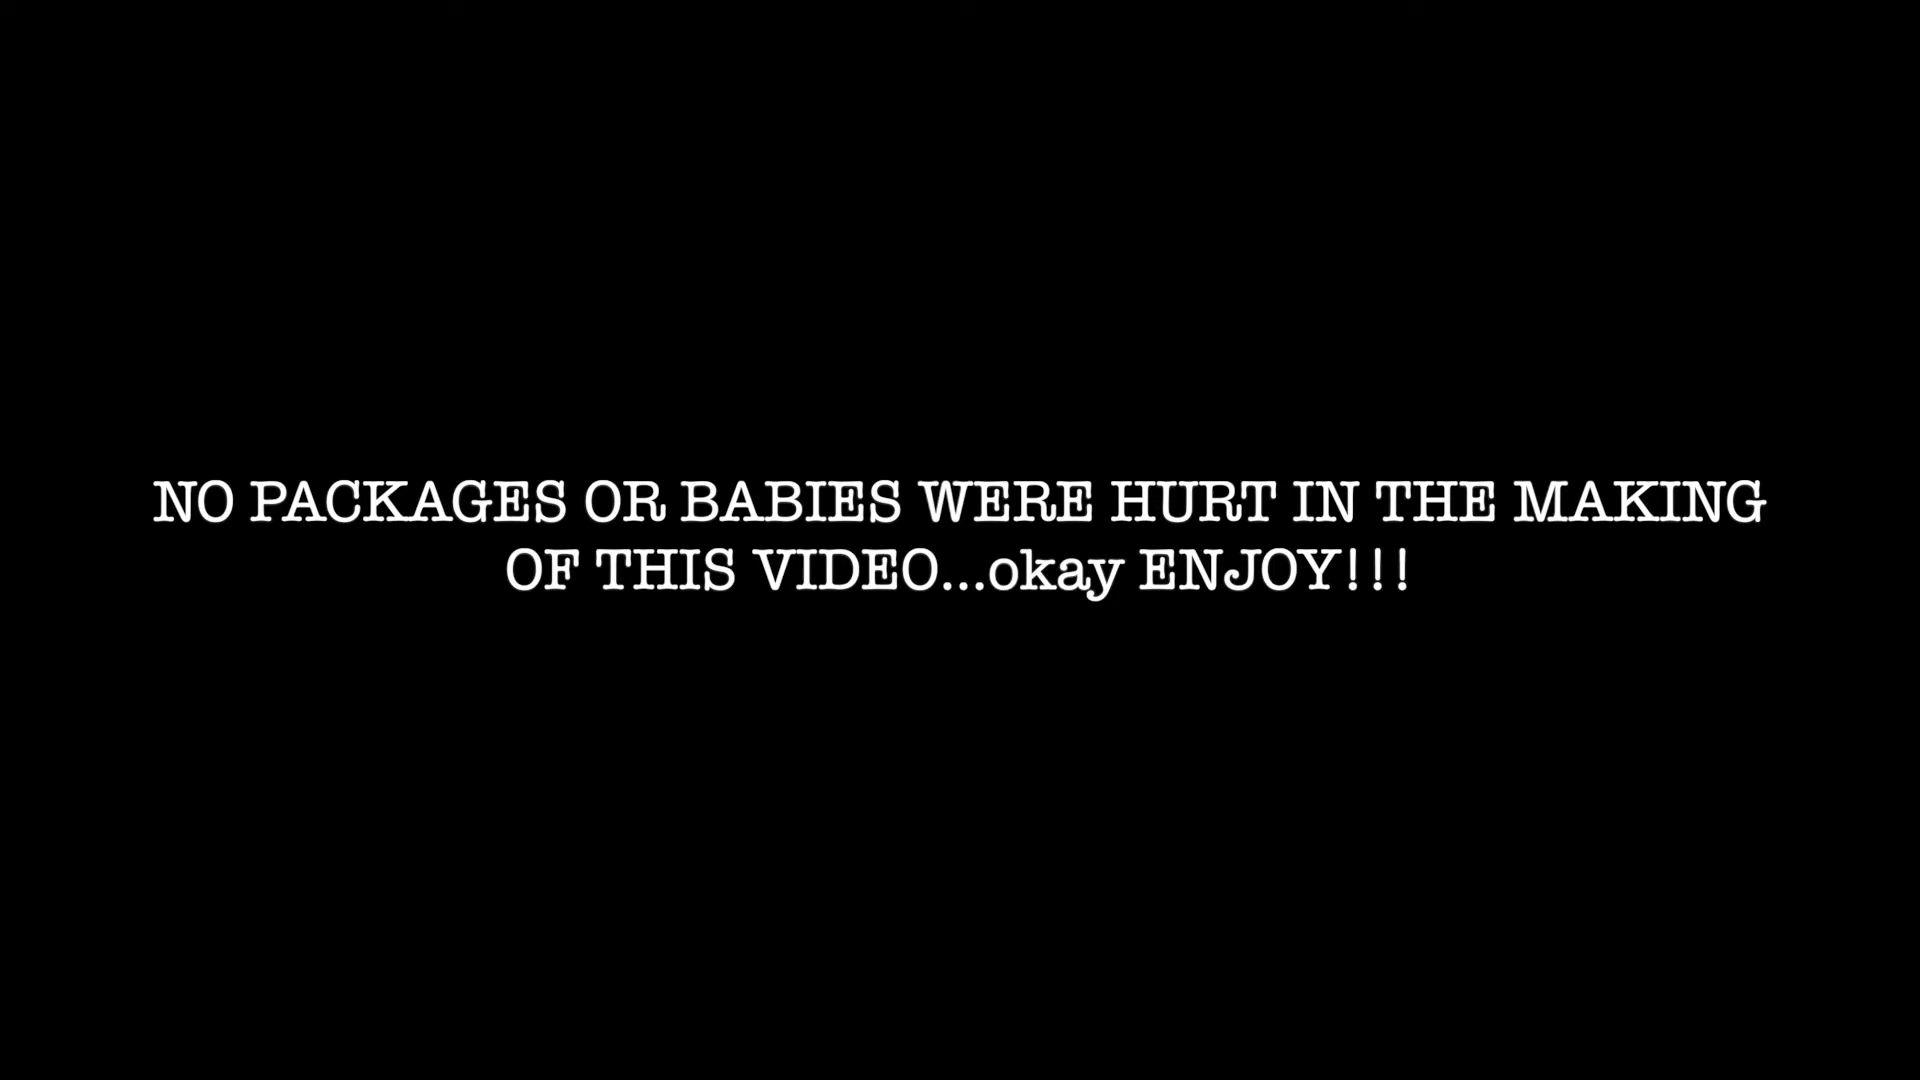 NO PACKAGES OR BABIES WERE HURT IN THE MAKING
OF THIS VIDEO...okay ENJOY!!!